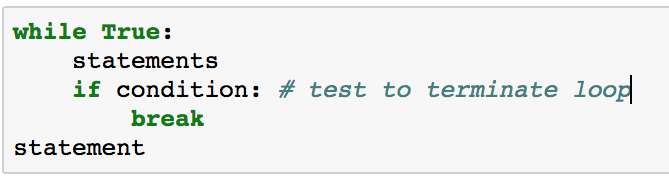 while True:
    statements
    if condition: # test to terminate loop
        break
statement